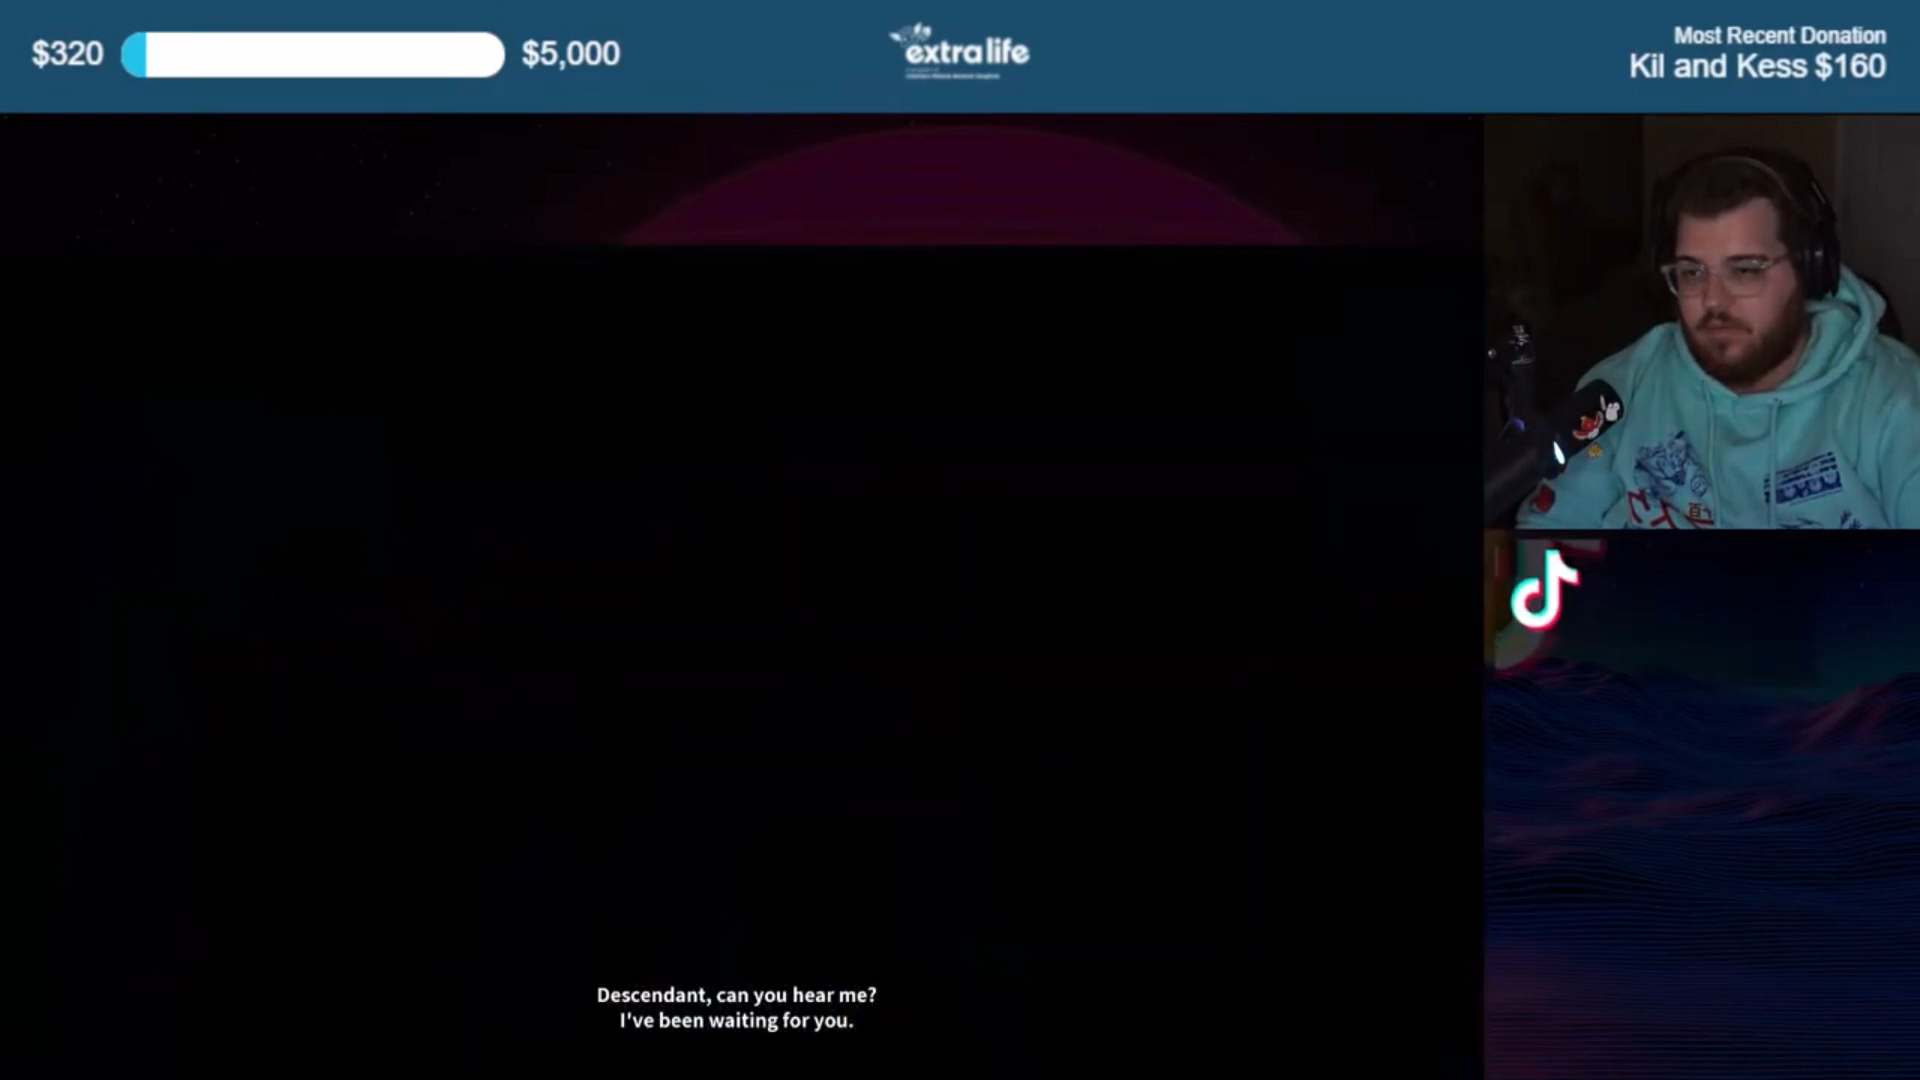 $320
$5,000
extra life
Most Recent Donation
Kil and Kess $160
Descendant, can you hear me?
I've been waiting for you.